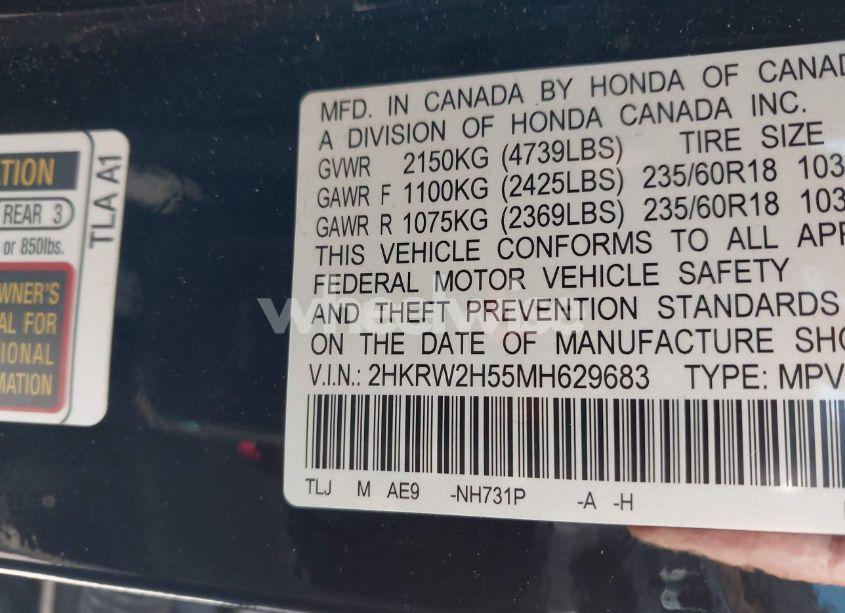 ATION
REAR 3
or 850lbs.
OWNER'S
AL FOR
IONAL
MATION
TLA A1
MFD. IN CANADA BY HONDA OF CANAD
A DIVISION OF HONDA CANADA INC.
GVWR 2150KG (4739LBS) TIRE SIZE
GAWR F 1100KG (2425LBS) 235/60R18 103
GAWR R 1075KG (2369LBS) 235/60R18 103
THIS VEHICLE CONFORMS TO ALL APP
FEDERAL MOTOR VEHICLE SAFETY
AND THEFT PREVENTION STANDARDS
ON THE DATE OF MANUFACTURE SHO
V.I.N.: 2HKRW2H55MH629683 TYPE: MPV
TLJ M AE9 -NH731P -A -H